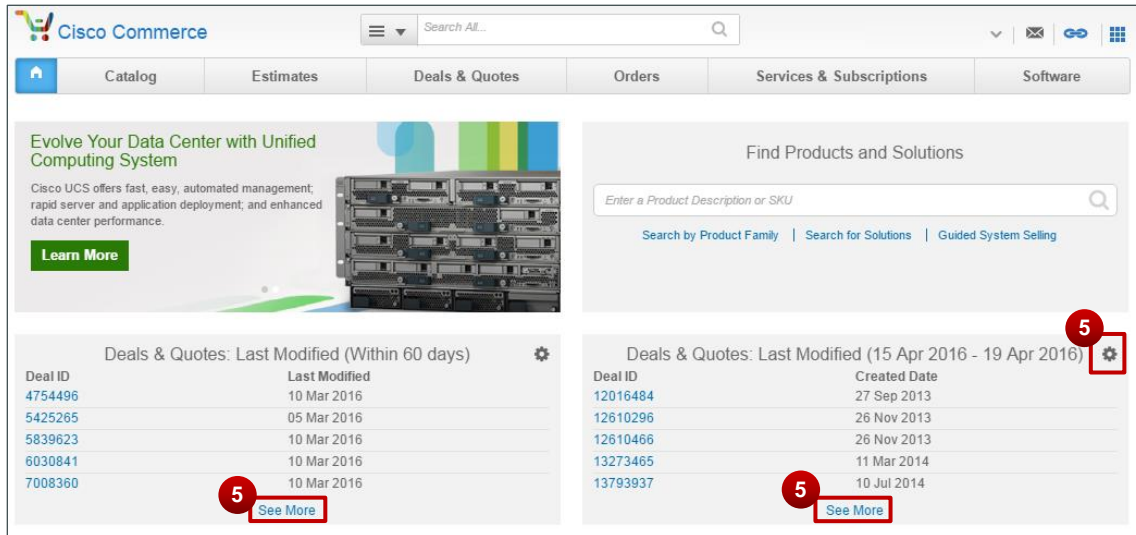 Cisco Commerce
Search All...
Catalog Estimates Deals & Quotes Orders Services & Subscriptions Software
Evolve Your Data Center with Unified
Computing System
Cisco UCS offers fast, easy, automated management;
rapid server and application deployment; and enhanced
data center performance.
Learn More
Find Products and Solutions
Enter a Product Description or SKU
Search by Product Family | Search for Solutions | Guided System Selling
Deals & Quotes: Last Modified (Within 60 days)
Deal ID Last Modified
4754496 10 Mar 2016
5425265 05 Mar 2016
5839623 10 Mar 2016
6030841 10 Mar 2016
7008360 10 Mar 2016
5
See More
5
Deals & Quotes: Last Modified (15 Apr 2016 - 19 Apr 2016)
Deal ID Created Date
12016484 27 Sep 2013
12610296 26 Nov 2013
12610466 26 Nov 2013
13273465 11 Mar 2014
13793937 10 Jul 2014
5
See More